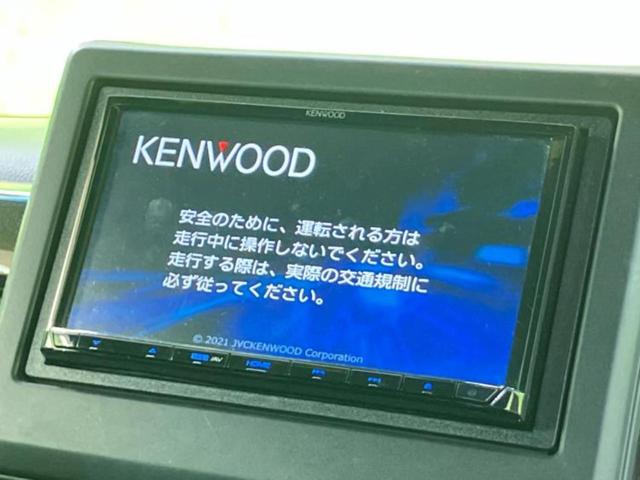 KENWOOD
KENWOOD
安全のために、運転される方は
走行中に操作しないでください。
走行する際は、実際の交通規制に
必ず従ってください。
© 2021 JVCKENWOOD Corporation
AV HOME